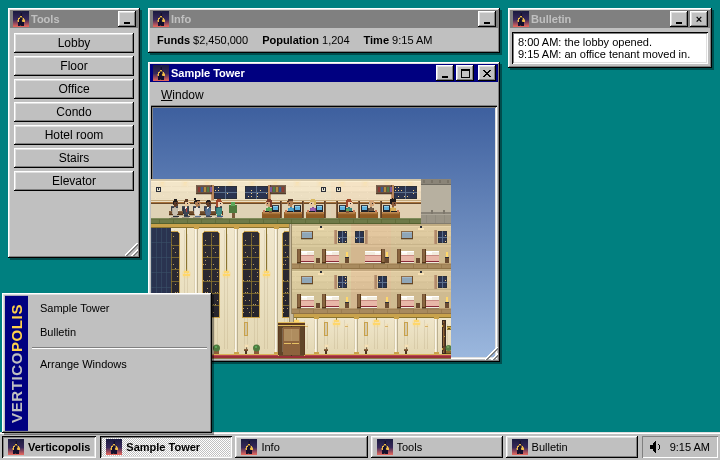 Tools
Lobby
Floor
Office
Condo
Hotel room
Stairs
Elevator
Info
Funds $2,450,000 Population 1,204 Time 9:15 AM
Bulletin
8:00 AM: the lobby opened.
9:15 AM: an office tenant moved in.
Sample Tower
Window
VERTICOPOLIS
Sample Tower
Bulletin
Arrange Windows
Verticopolis
Sample Tower
Info
Tools
Bulletin
9:15 AM